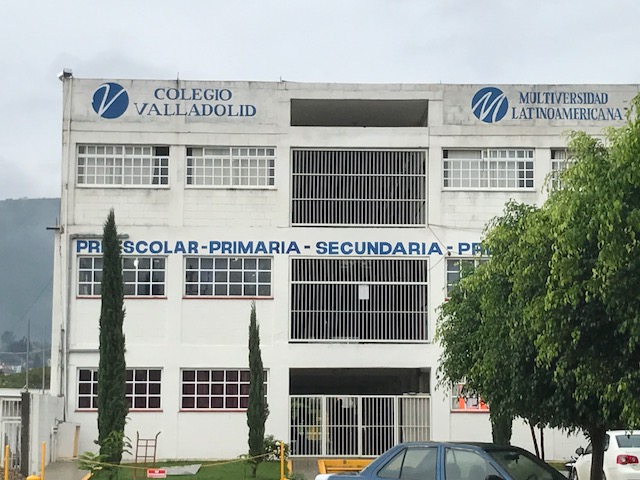 COLEGIO
VALLADOLID
MULTIVERSIDAD
LATINOAMERICANA
PREESCOLAR-PRIMARIA-SECUNDARIA-